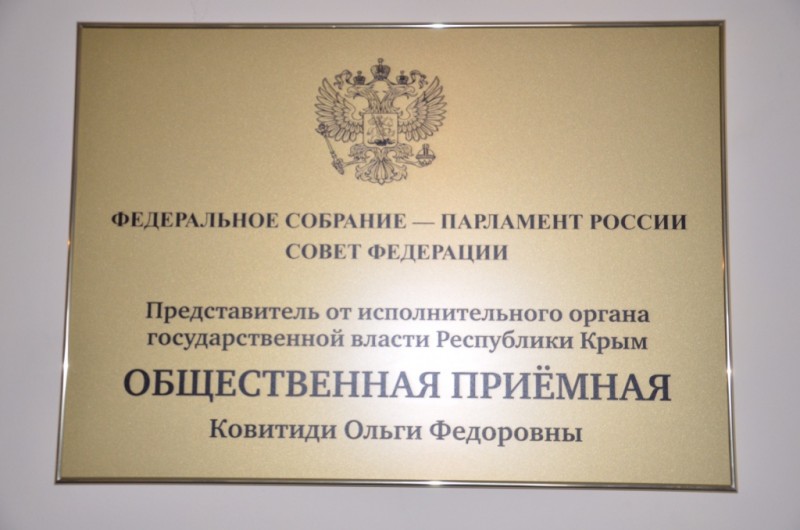 ФЕДЕРАЛЬНОЕ СОБРАНИЕ — ПАРЛАМЕНТ РОССИИ
СОВЕТ ФЕДЕРАЦИИ
Представитель от исполнительного органа
государственной власти Республики Крым
ОБЩЕСТВЕННАЯ ПРИЁМНАЯ
Ковитиди Ольги Федоровны